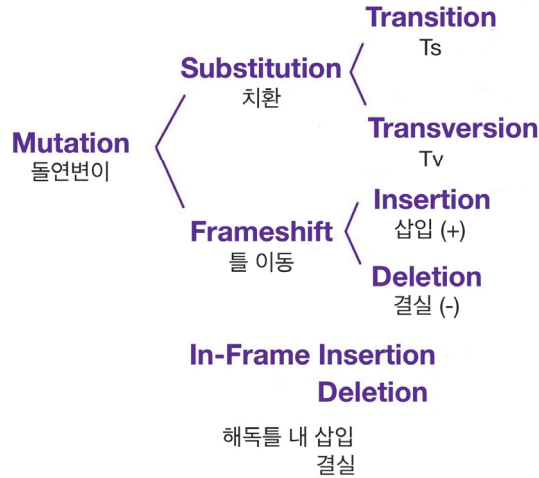 Transition
Ts
Substitution
치환
Transversion
Tv
Mutation
돌연변이
Insertion
삽입 (+)
Frameshift
틀 이동
Deletion
결실 (-)
In-Frame Insertion
Deletion
해독틀 내 삽입
결실